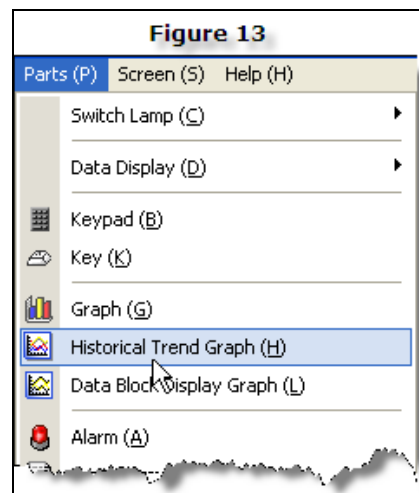 Figure 13
Parts (P) Screen (S) Help (H)
Switch Lamp (C)
Data Display (D)
Keypad (B)
Key (K)
Graph (G)
Historical Trend Graph (H)
Data Block Display Graph (L)
Alarm (A)